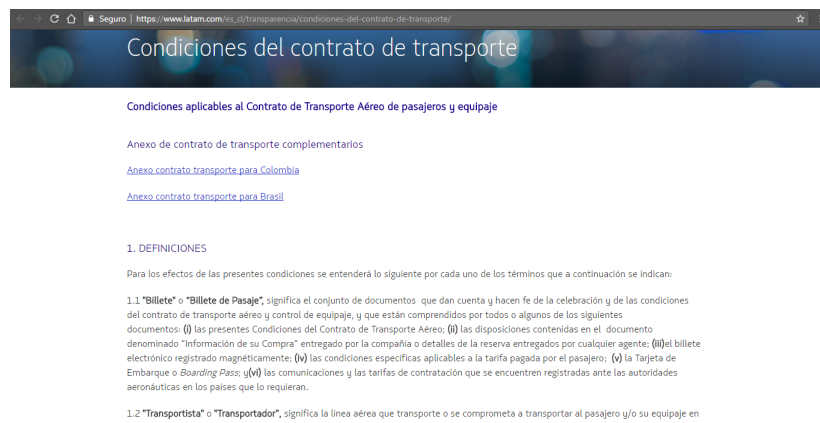 Seguro | https://www.latam.com/es_cl/transparencia/condiciones-del-contrato-de-transporte/
Condiciones del contrato de transporte
Condiciones aplicables al Contrato de Transporte Aéreo de pasajeros y equipaje
Anexo de contrato de transporte complementarios
Anexo contrato transporte para Colombia
Anexo contrato transporte para Brasil
1. DEFINICIONES
Para los efectos de las presentes condiciones se entenderá lo siguiente por cada uno de los términos que a continuación se indican:
1.1 "Billete" o "Billete de Pasaje", significa el conjunto de documentos que dan cuenta y hacen fe de la celebración y de las condiciones
del contrato de transporte aéreo y control de equipaje, y que están comprendidos por todos o algunos de los siguientes
documentos: (i) las presentes Condiciones del Contrato de Transporte Aéreo; (ii) las disposiciones contenidas en el documento
denominado "Información de su Compra" entregado por la compañía o detalles de la reserva entregados por cualquier agente; (iii)el billete
electrónico registrado magnéticamente; (iv) las condiciones especificas aplicables a la tarifa pagada por el pasajero; (v) la Tarjeta de
Embarque o Boarding Pass; y(vi) las comunicaciones y las tarifas de contratación que se encuentren registradas ante las autoridades
aeronáuticas en los países que lo requieran.
1.2 "Transportista" o "Transportador", significa la línea aérea que transporte o se comprometa a transportar al pasajero y/o su equipaje en